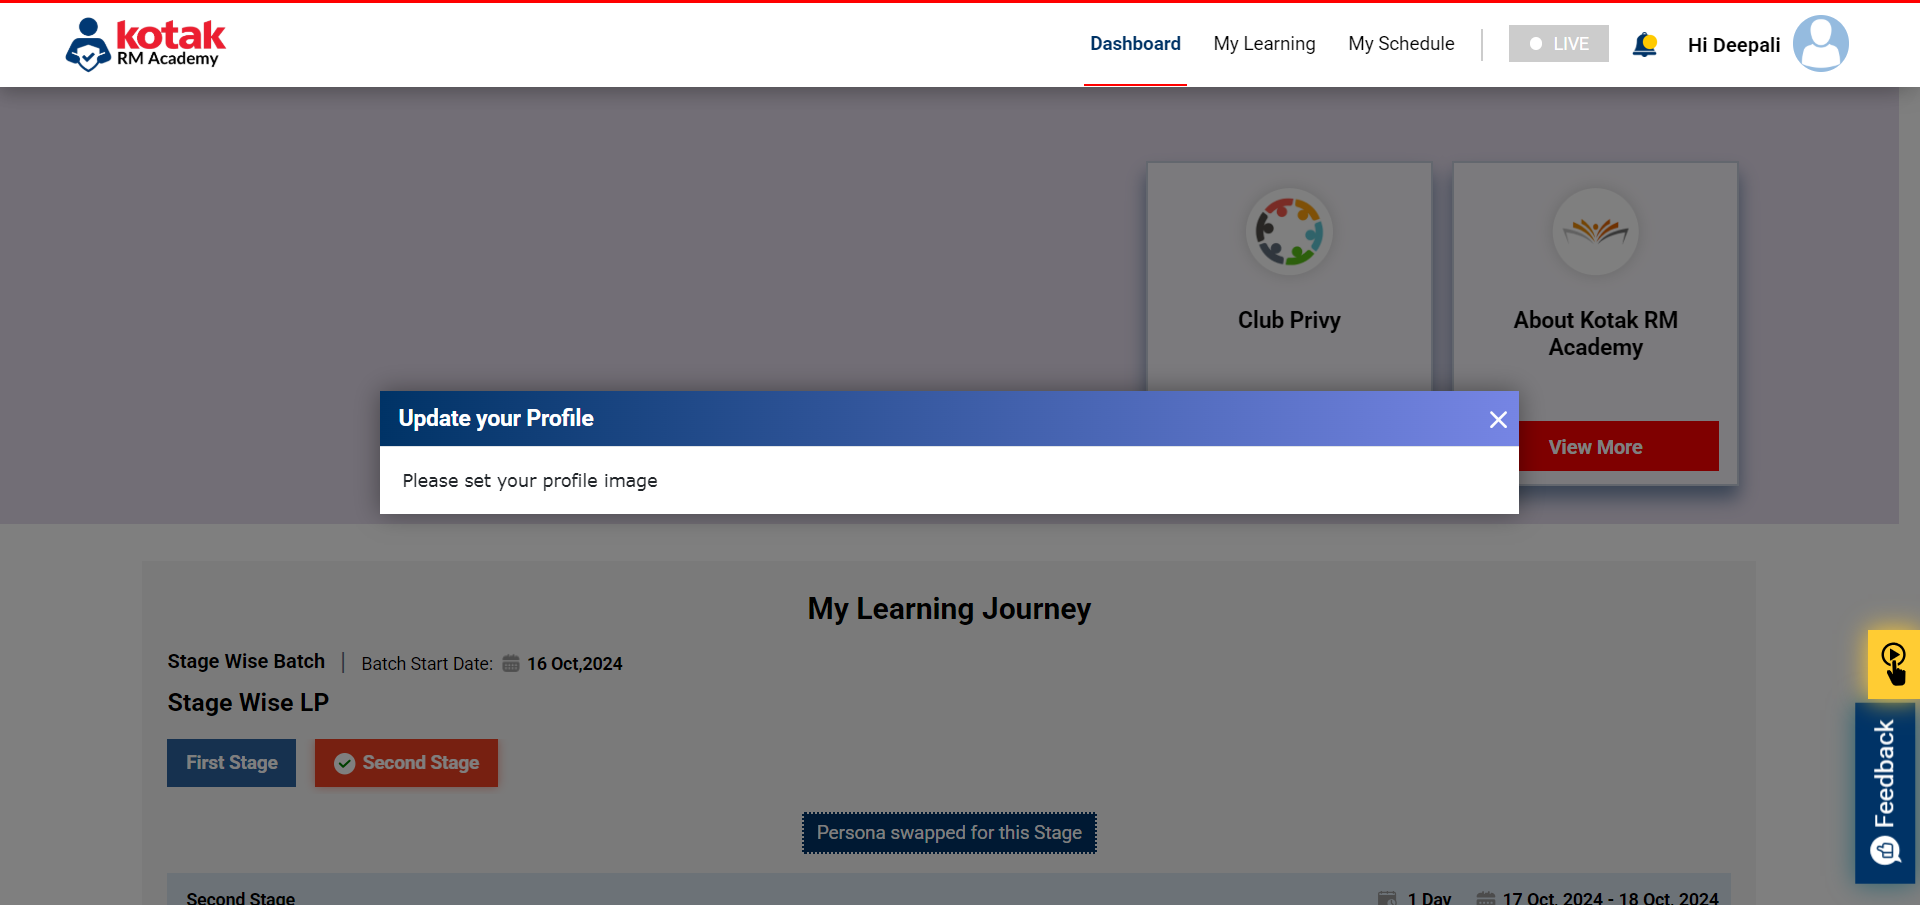 kotak
RM Academy
Dashboard
My Learning
My Schedule
LIVE
Hi Deepali
Club Privy
About Kotak RM
Academy
View More
Update your Profile
Please set your profile image
My Learning Journey
Stage Wise Batch
Batch Start Date: 16 Oct,2024
Stage Wise LP
First Stage
Second Stage
Persona swapped for this Stage
Second Stage
1 Day
17 Oct, 2024 - 18 Oct, 2024
Feedback